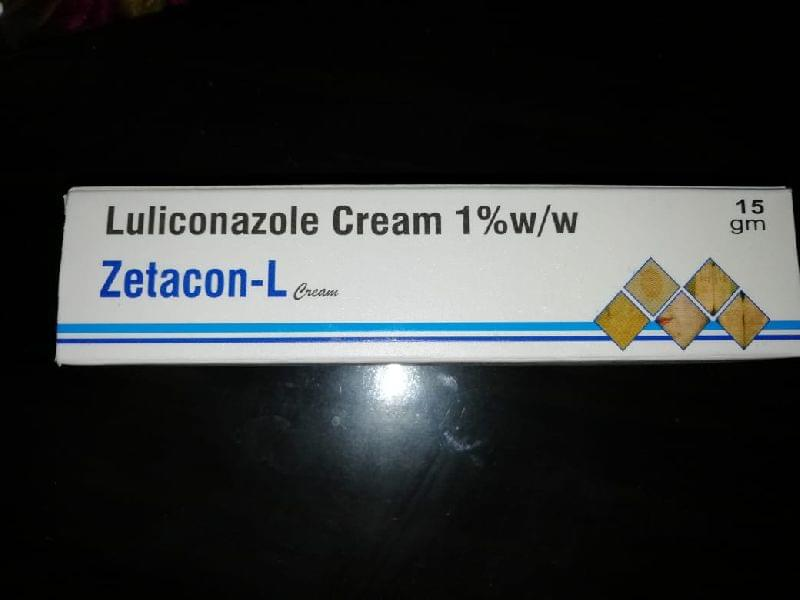 Luliconazole Cream 1%w/w
15
gm
Zetacon-L Cream